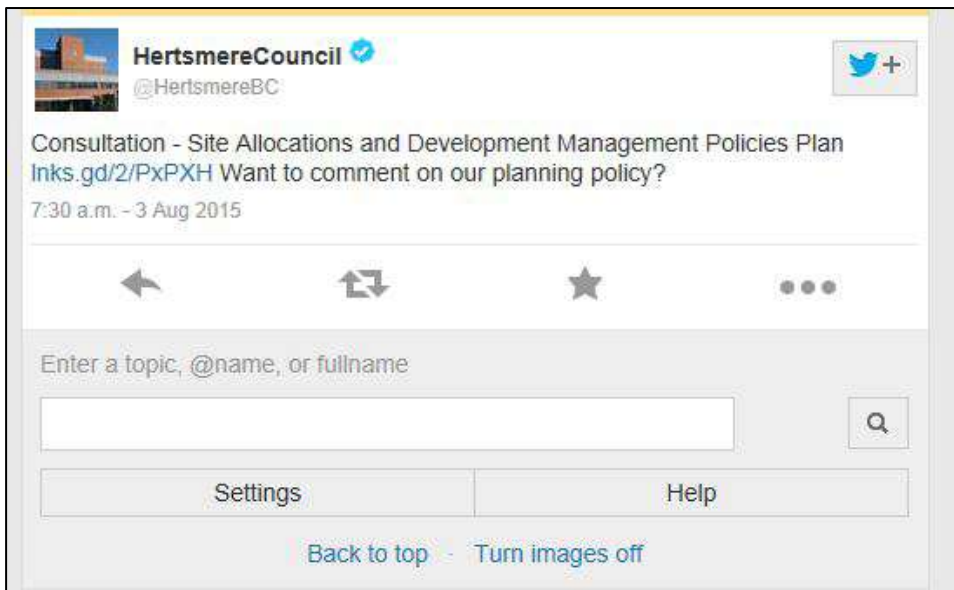 HertsmereCouncil
@HertsmereBC
Consultation - Site Allocations and Development Management Policies Plan
lnks.gd/2/PxPXH Want to comment on our planning policy?
7:30 a.m. - 3 Aug 2015
Enter a topic, @name, or fullname
Settings Help
Back to top · Turn images off